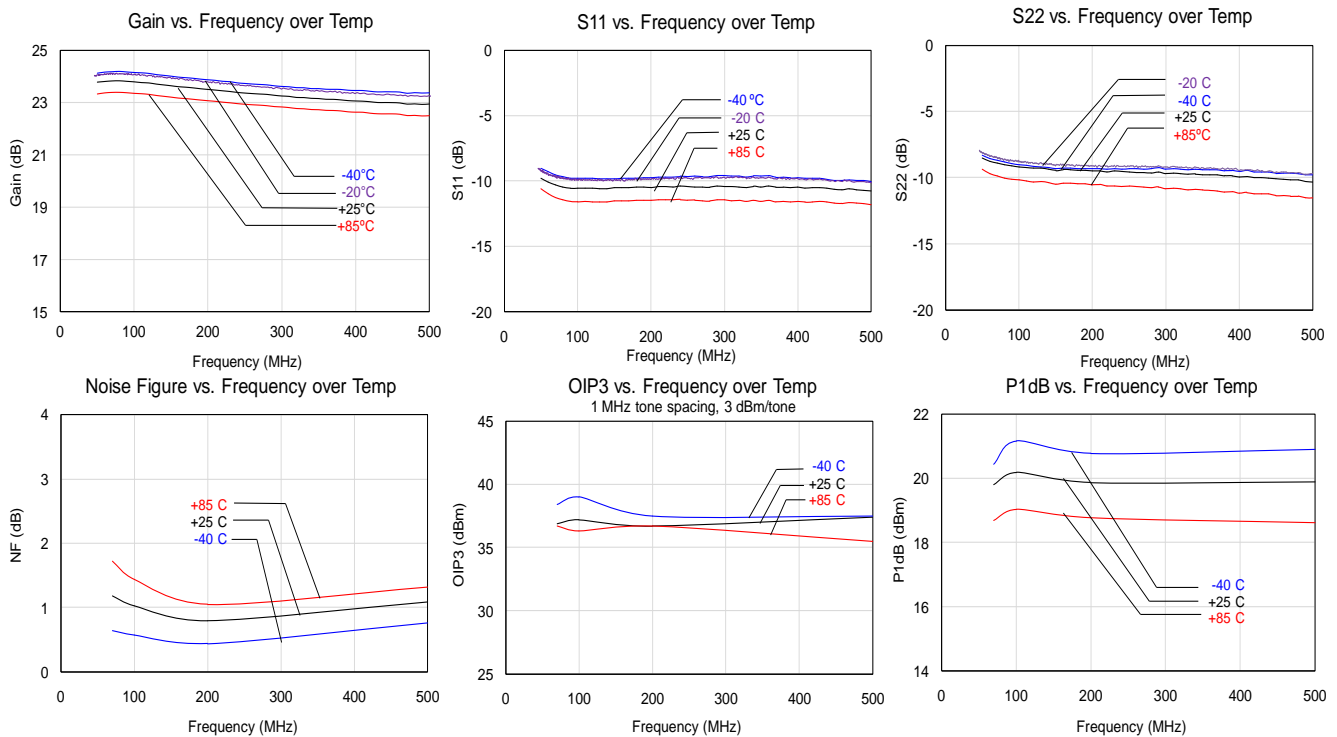 Gain vs. Frequency over Temp
25
23
21
19
17
15
0 100 200 300 400 500
Gain (dB)
Frequency (MHz)
-40°C
-20°C
+25°C
+85ºC
S11 vs. Frequency over Temp
0
-5
-10
-15
-20
0 100 200 300 400 500
S11 (dB)
Frequency (MHz)
-40 ºC
-20 C
+25 C
+85 C
S22 vs. Frequency over Temp
0
-5
-10
-15
-20
0 100 200 300 400 500
S22 (dB)
Frequency (MHz)
-20 C
-40 C
+25 C
+85ºC
Noise Figure vs. Frequency over Temp
4
3
2
1
0
0 100 200 300 400 500
NF (dB)
Frequency (MHz)
+85 C
+25 C
-40 C
OIP3 vs. Frequency over Temp
1 MHz tone spacing, 3 dBm/tone
45
40
35
30
25
0 100 200 300 400 500
OIP3 (dBm)
Frequency (MHz)
-40 C
+25 C
+85 C
P1dB vs. Frequency over Temp
22
20
18
16
14
0 100 200 300 400 500
P1dB (dBm)
Frequency (MHz)
-40 C
+25 C
+85 C